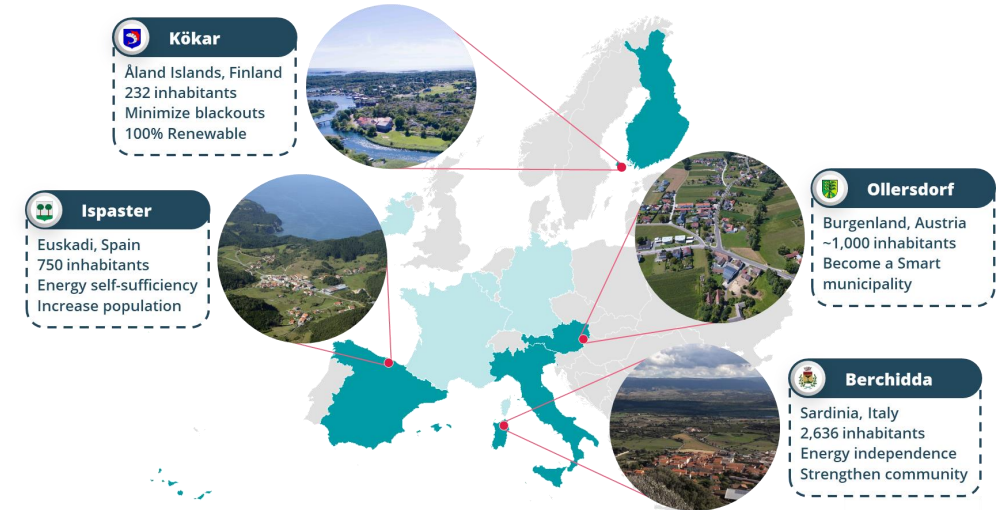 Kökar
Åland Islands, Finland
232 inhabitants
Minimize blackouts
100% Renewable
Ispaster
Euskadi, Spain
750 inhabitants
Energy self-sufficiency
Increase population
Ollersdorf
Burgenland, Austria
~1,000 inhabitants
Become a Smart
municipality
Berchidda
Sardinia, Italy
2,636 inhabitants
Energy independence
Strengthen community